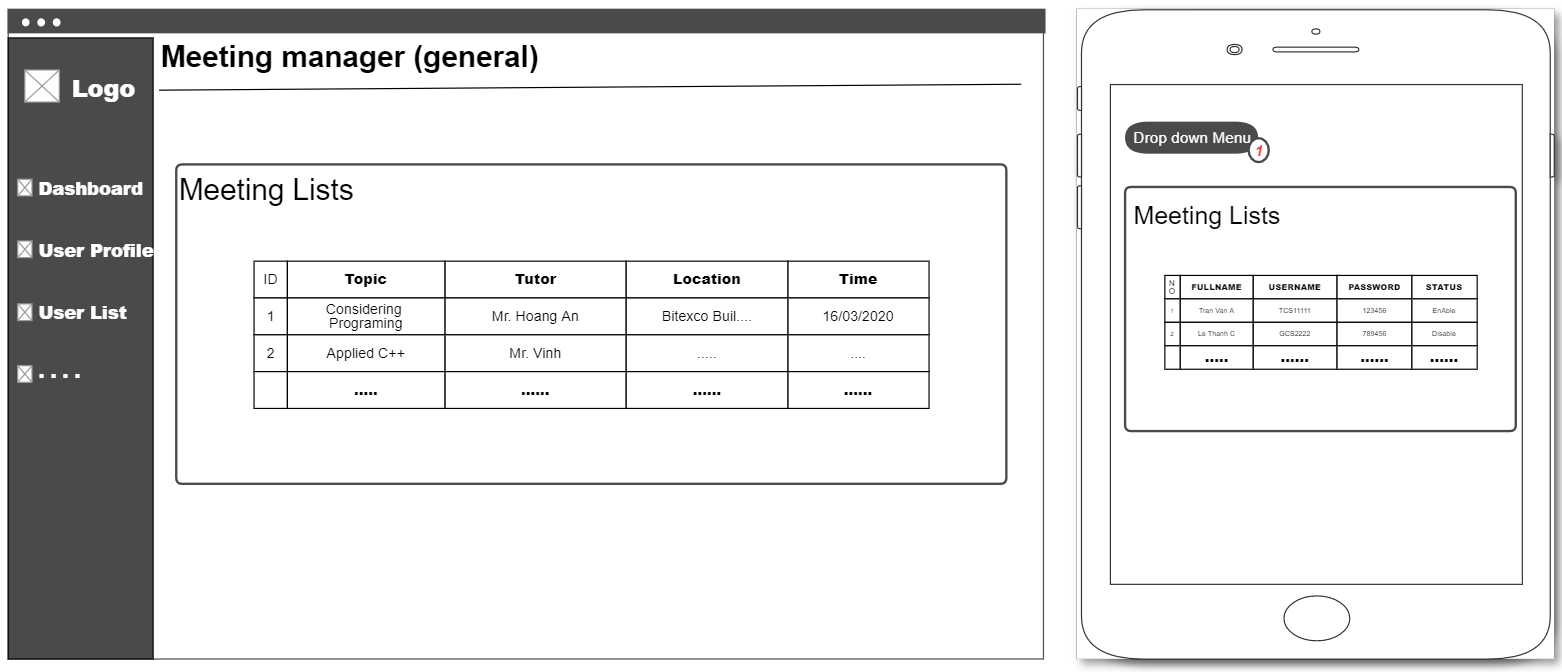 Meeting manager (general)
Logo
Dashboard
User Profile
User List
....
Meeting Lists
ID Topic Tutor Location Time
1 Considering Programing Mr. Hoang An Bitexco Buil.... 16/03/2020
2 Applied C++ Mr. Vinh ..... ....
..... ...... ...... ......
Drop down Menu
1
Meeting Lists
NO FULLNAME USERNAME PASSWORD STATUS
1 Tran Van A TCS11111 123456 EnAble
2 Le Thanh C GCS2222 789456 Disable
..... ...... ...... ......